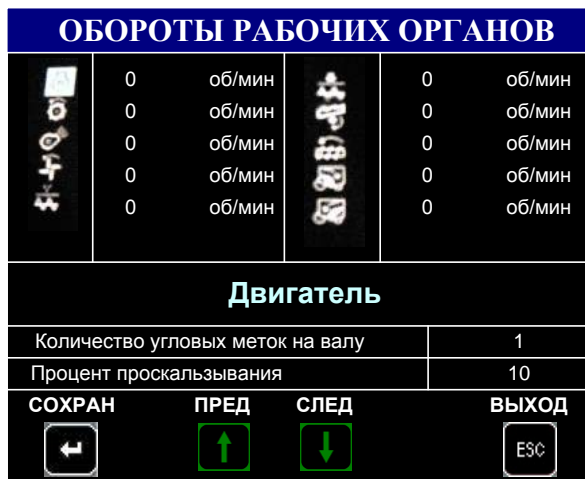 ОБОРОТЫ РАБОЧИХ ОРГАНОВ
0 об/мин 0 об/мин
0 об/мин 0 об/мин
0 об/мин 0 об/мин
0 об/мин 0 об/мин
0 об/мин 0 об/мин
Двигатель
Количество угловых меток на валу 1
Процент проскальзывания 10
СОХРАН ПРЕД СЛЕД ВЫХОД
ESC